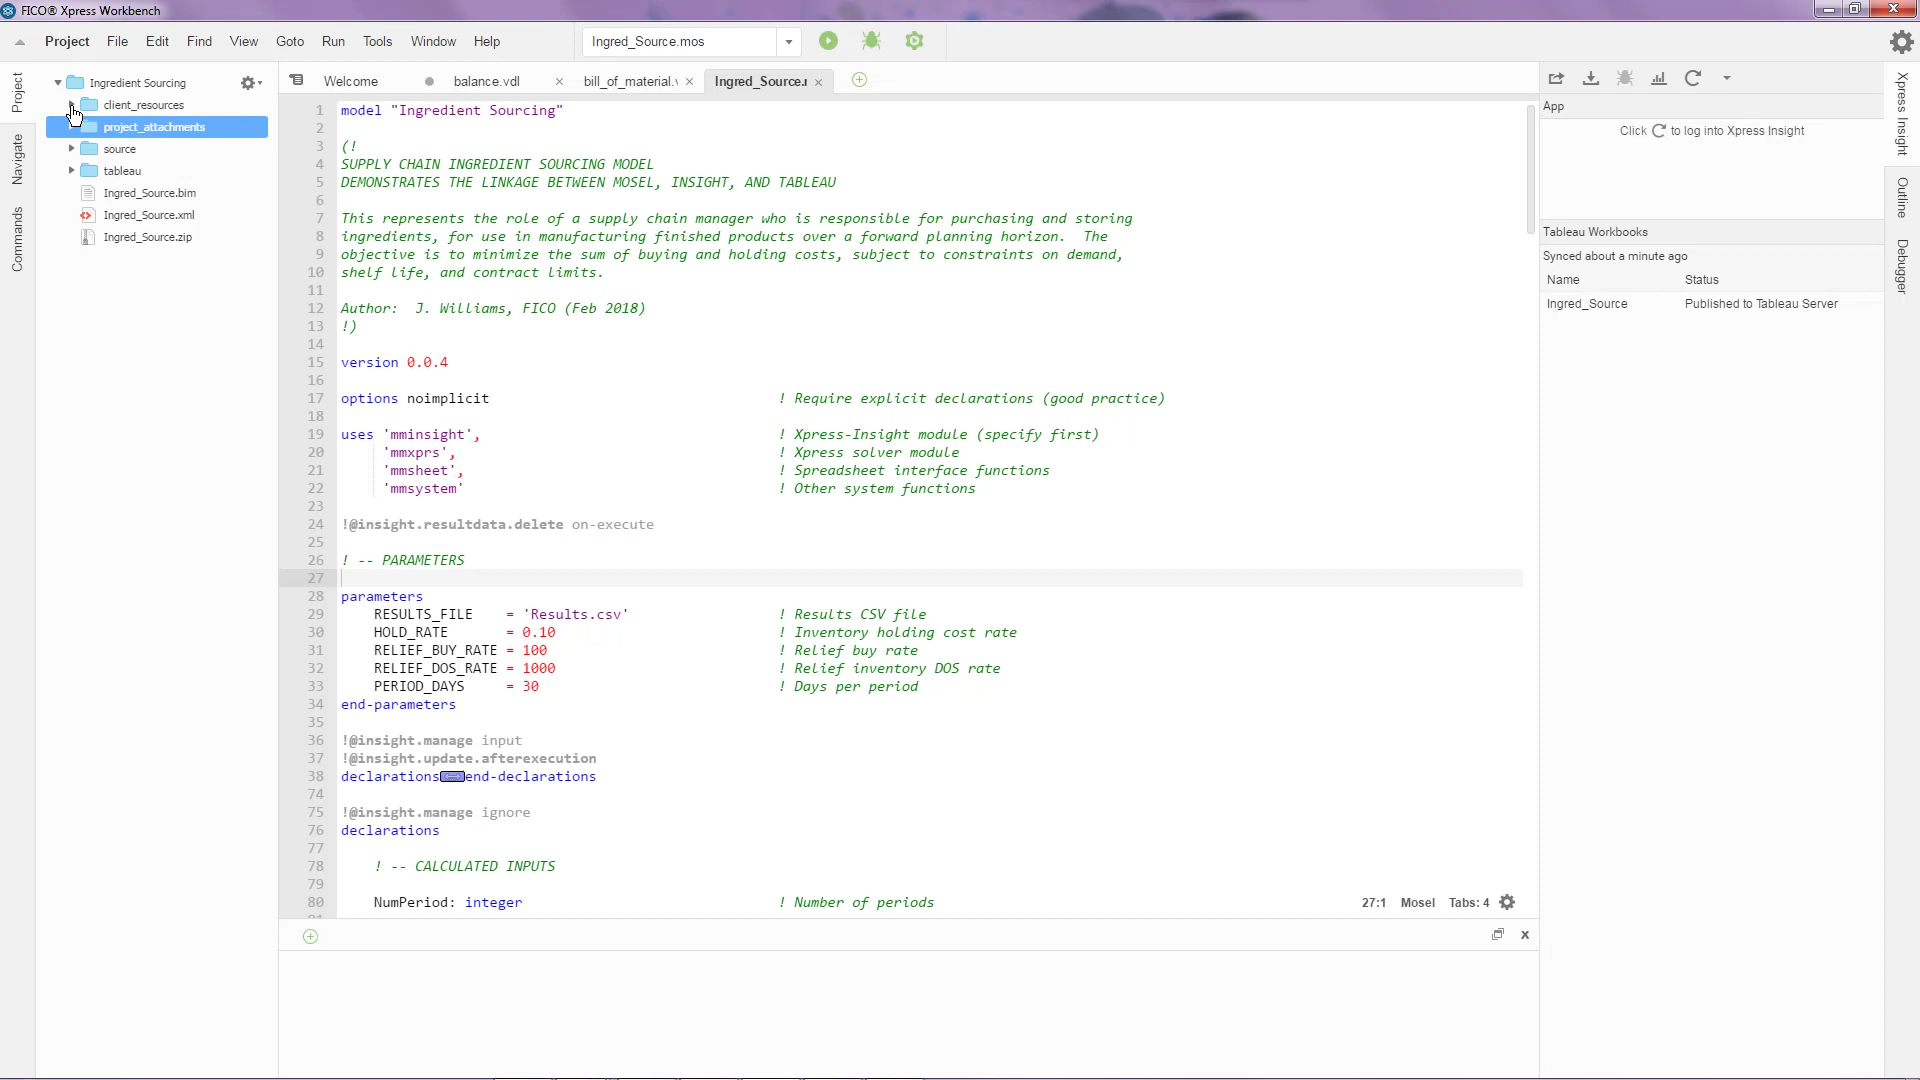 FICO® Xpress Workbench
Project File Edit Find View Goto Run Tools Window Help
Ingred_Source.mos
Project
Navigate
Commands
Ingredient Sourcing
client_resources
project_attachments
source
tableau
Ingred_Source.bim
Ingred_Source.xml
Ingred_Source.zip
Welcome balance.vdl × bill_of_material.v × Ingred_Source.r ×
1 model "Ingredient Sourcing"
2
3 (!
4 SUPPLY CHAIN INGREDIENT SOURCING MODEL
5 DEMONSTRATES THE LINKAGE BETWEEN MOSEL, INSIGHT, AND TABLEAU
6
7 This represents the role of a supply chain manager who is responsible for purchasing and storing
8 ingredients, for use in manufacturing finished products over a forward planning horizon. The
9 objective is to minimize the sum of buying and holding costs, subject to constraints on demand,
10 shelf life, and contract limits.
11
12 Author: J. Williams, FICO (Feb 2018)
13 !)
14
15 version 0.0.4
16
17 options noimplicit ! Require explicit declarations (good practice)
18
19 uses 'mminsight', ! Xpress-Insight module (specify first)
20 'mmxprs', ! Xpress solver module
21 'mmsheet', ! Spreadsheet interface functions
22 'mmsystem' ! Other system functions
23
24 !@insight.resultdata.delete on-execute
25
26 ! -- PARAMETERS
27
28 parameters
29 RESULTS_FILE = 'Results.csv' ! Results CSV file
30 HOLD_RATE = 0.10 ! Inventory holding cost rate
31 RELIEF_BUY_RATE = 100 ! Relief buy rate
32 RELIEF_DOS_RATE = 1000 ! Relief inventory DOS rate
33 PERIOD_DAYS = 30 ! Days per period
34 end-parameters
35
36 !@insight.manage input
37 !@insight.update.afterexecution
38 declarations end-declarations
74
75 !@insight.manage ignore
76 declarations
77
78 ! -- CALCULATED INPUTS
79
80 NumPeriod: integer ! Number of periods
27:1 Mosel Tabs: 4
App
Click to log into Xpress Insight
Tableau Workbooks
Synced about a minute ago
Name Status
Ingred_Source Published to Tableau Server
Xpress Insight
Outline
Debugger